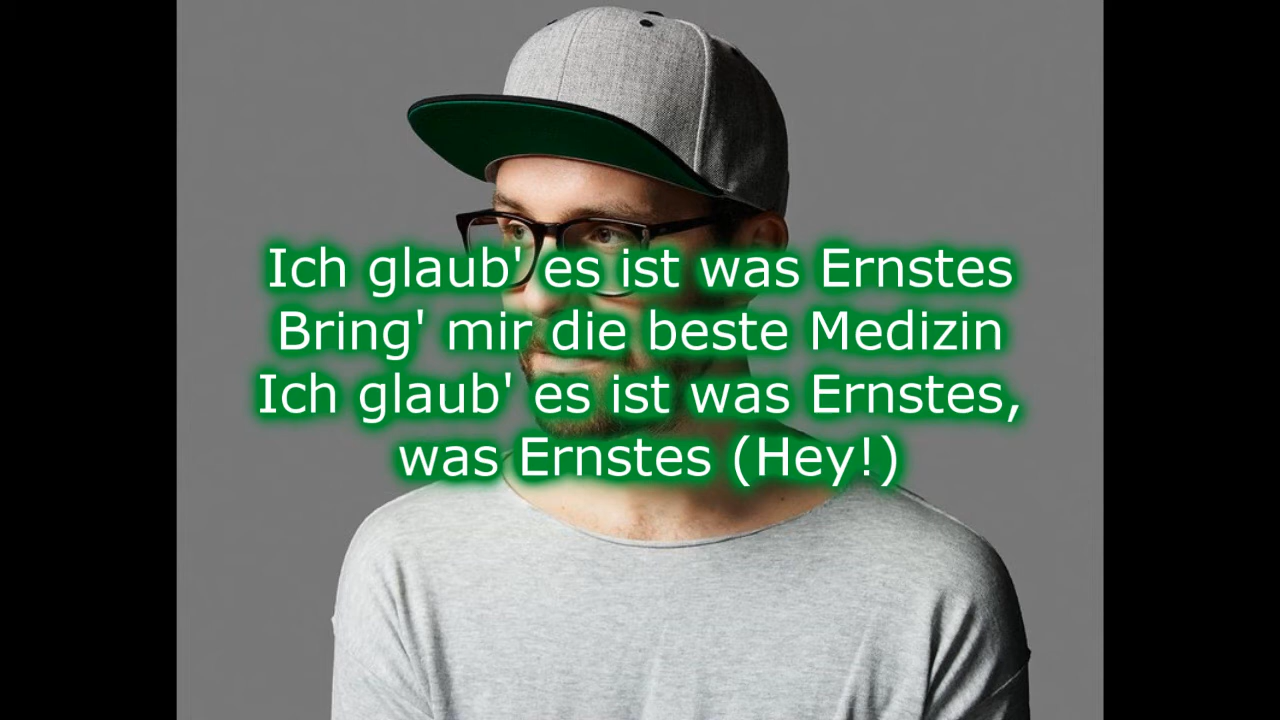 Ich glaub' es ist was Ernstes
Bring' mir die beste Medizin
Ich glaub' es ist was Ernstes,
was Ernstes (Hey!)